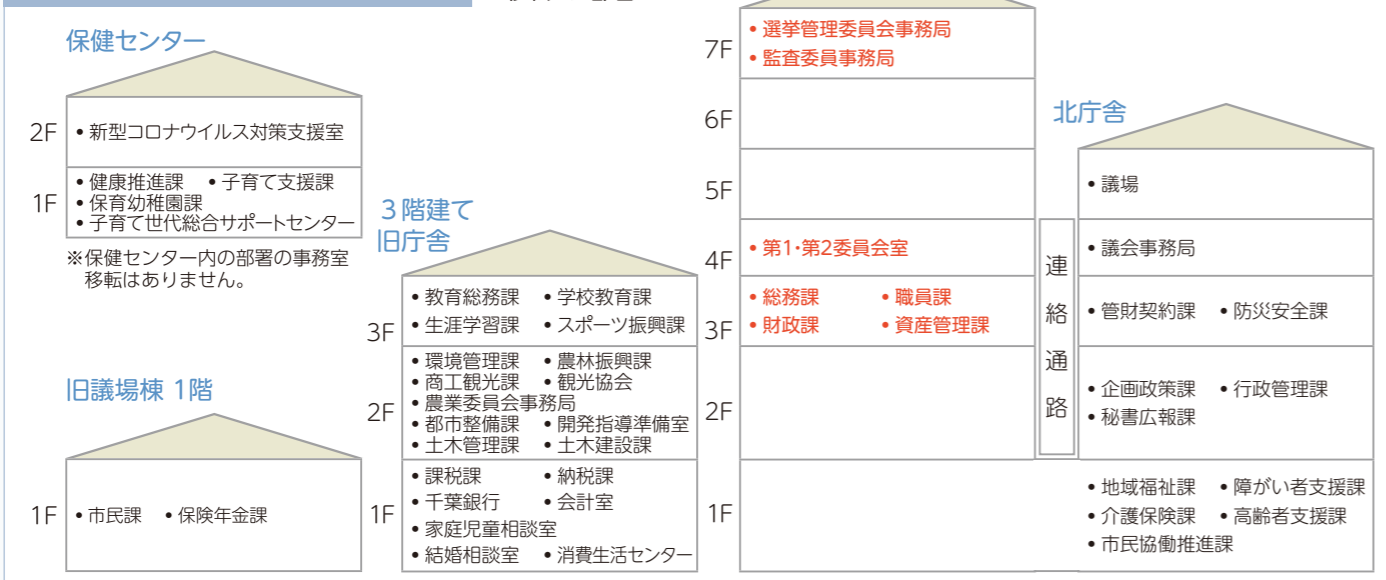 保健センター
2F
• 新型コロナウイルス対策支援室
1F
• 健康推進課 • 子育て支援課
• 保育幼稚園課
• 子育て世代総合サポートセンター
※保健センター内の部署の事務室
移転はありません。
旧議場棟 1階
1F
• 市民課 • 保険年金課
3階建て
旧庁舎
3F
• 教育総務課 • 学校教育課
• 生涯学習課 • スポーツ振興課
2F
• 環境管理課 • 農林振興課
• 商工観光課 • 観光協会
• 農業委員会事務局
• 都市整備課 • 開発指導準備室
• 土木管理課 • 土木建設課
1F
• 課税課 • 納税課
• 千葉銀行 • 会計室
• 家庭児童相談室
• 結婚相談室 • 消費生活センター
7F
• 選挙管理委員会事務局
• 監査委員事務局
6F
5F
4F
• 第1・第2委員会室
3F
• 総務課 • 職員課
• 財政課 • 資産管理課
2F
1F
連絡通路
北庁舎
• 議場
• 議会事務局
• 管財契約課 • 防災安全課
• 企画政策課 • 行政管理課
• 秘書広報課
• 地域福祉課 • 障がい者支援課
• 介護保険課 • 高齢者支援課
• 市民協働推進課